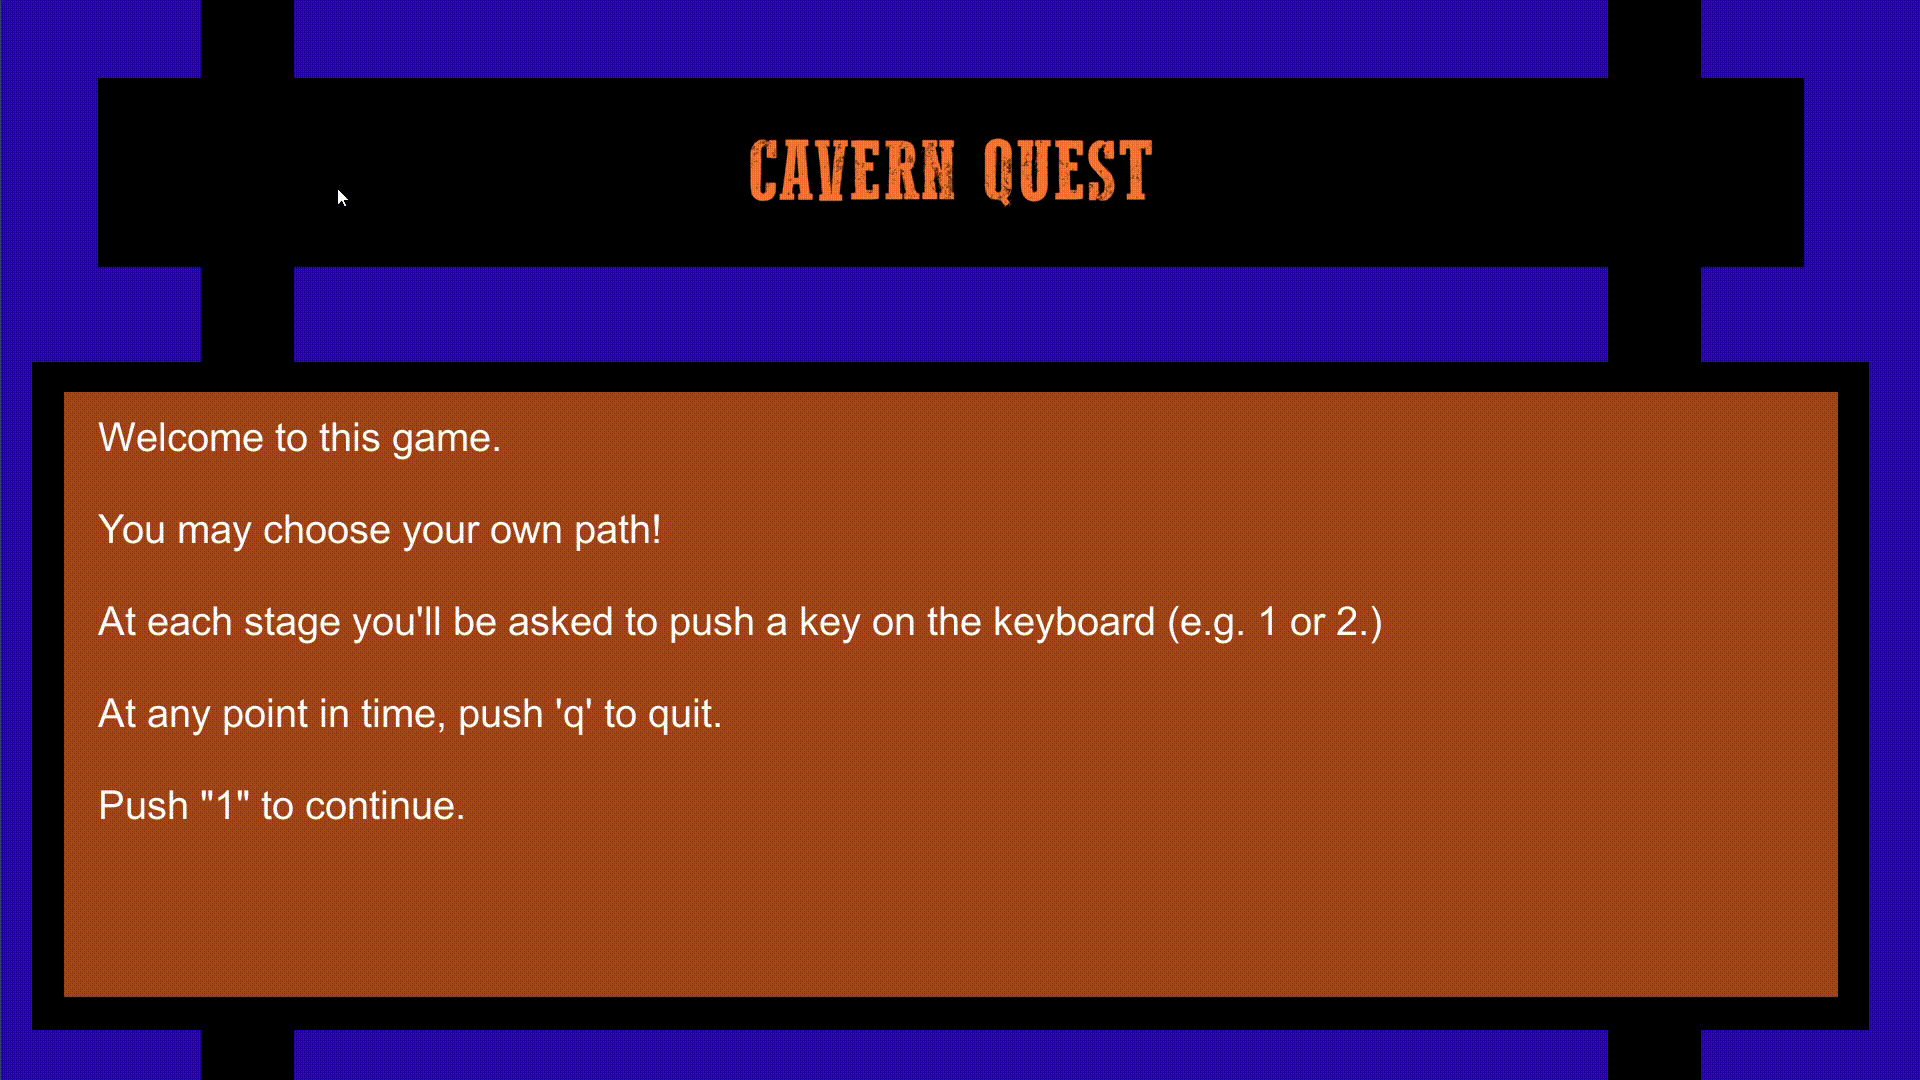 CAVERN QUEST
Welcome to this game.
You may choose your own path!
At each stage you'll be asked to push a key on the keyboard (e.g. 1 or 2.)
At any point in time, push 'q' to quit.
Push "1" to continue.